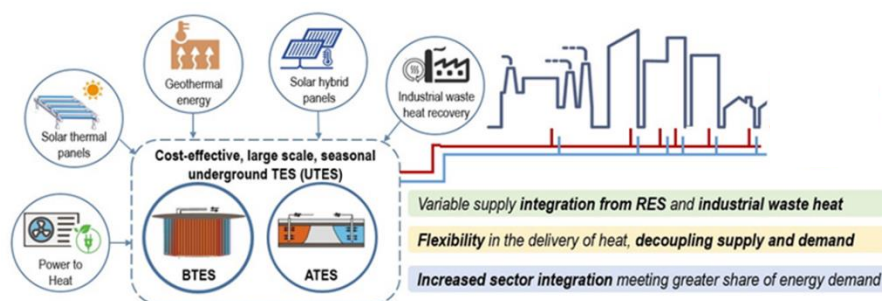 Geothermal
energy
Solar hybrid
panels
Industrial waste
heat recovery
Solar thermal
panels
Cost-effective, large scale, seasonal
underground TES (UTES)
Power to
Heat
BTES
ATES
Variable supply integration from RES and industrial waste heat
Flexibility in the delivery of heat, decoupling supply and demand
Increased sector integration meeting greater share of energy demand